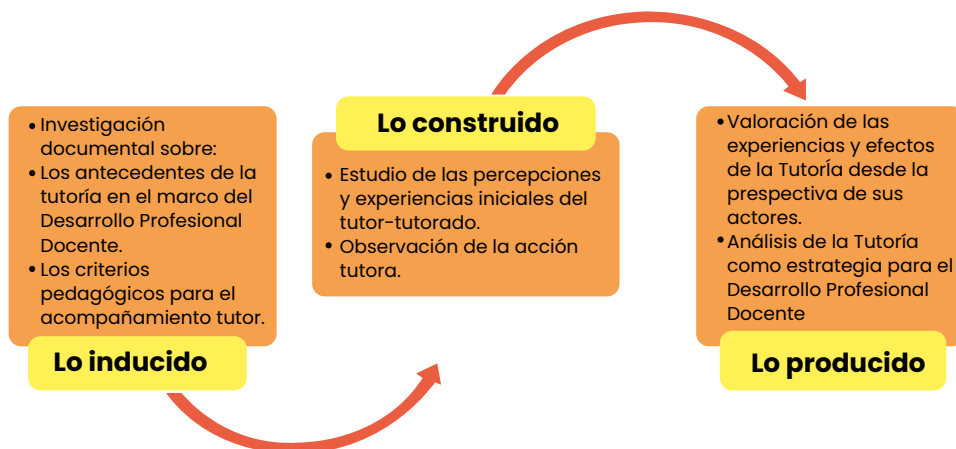 • Investigación
documental sobre:
• Los antecedentes de la
tutoría en el marco del
Desarrollo Profesional
Docente.
• Los criterios
pedagógicos para el
acompañamiento tutor.
Lo inducido
Lo construido
• Estudio de las percepciones
y experiencias iniciales del
tutor-tutorado.
• Observación de la acción
tutora.
• Valoración de las
experiencias y efectos
de la Tutoría desde la
prespectiva de sus
actores.
• Análisis de la Tutoría
como estrategia para el
Desarrollo Profesional
Docente
Lo producido